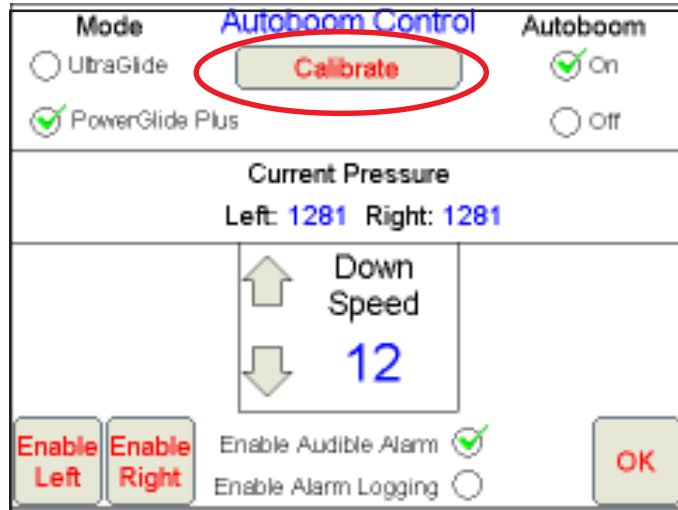 Mode Autoboom Control Autoboom
UltraGlide Calibrate On
PowerGlide Plus Off
Current Pressure
Left: 1281 Right: 1281
Down
Speed
12
Enable Left
Enable Right
Enable Audible Alarm
Enable Alarm Logging
OK